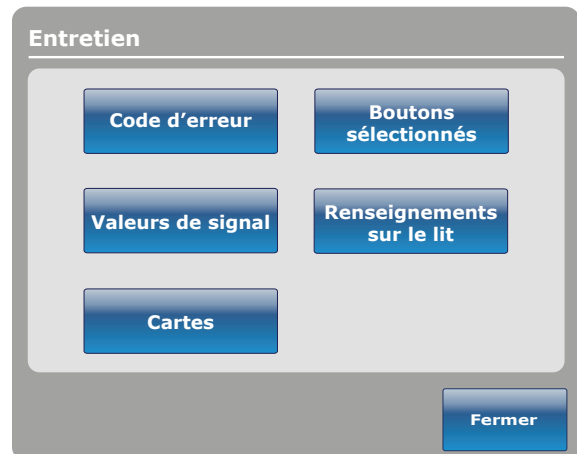 Entretien
Code d’erreur
Boutons
sélectionnés
Valeurs de signal
Renseignements
sur le lit
Cartes
Fermer